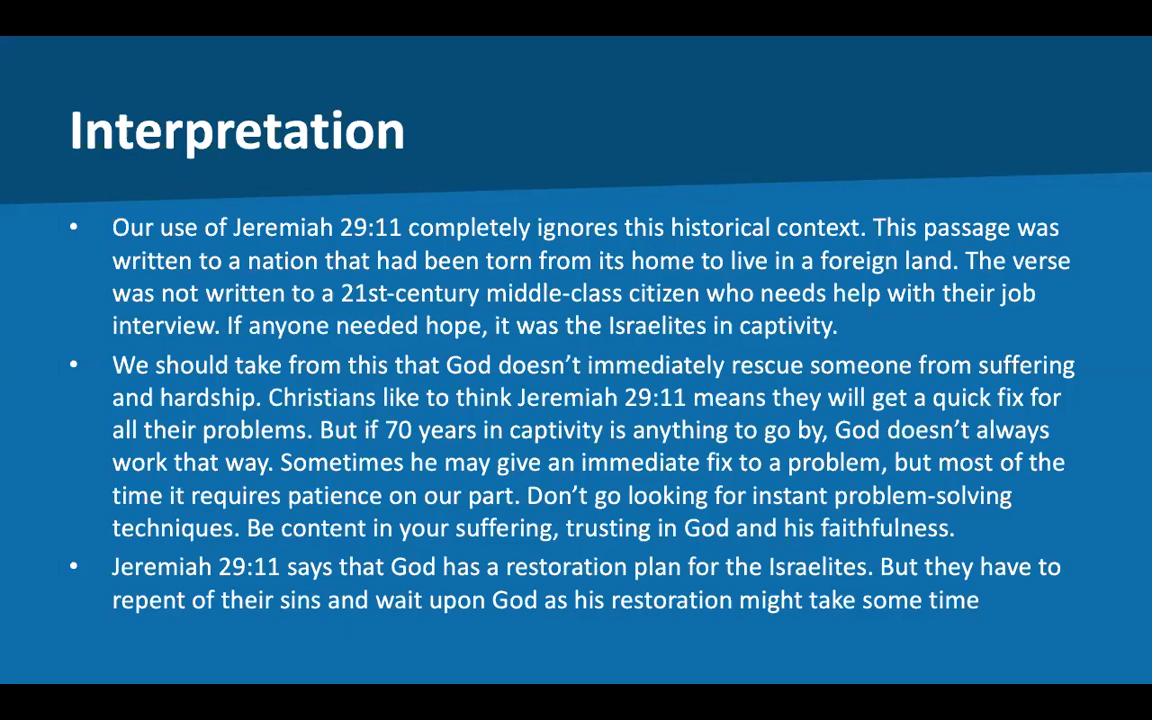 Interpretation
• Our use of Jeremiah 29:11 completely ignores this historical context. This passage was
written to a nation that had been torn from its home to live in a foreign land. The verse
was not written to a 21st-century middle-class citizen who needs help with their job
interview. If anyone needed hope, it was the Israelites in captivity.
• We should take from this that God doesn’t immediately rescue someone from suffering
and hardship. Christians like to think Jeremiah 29:11 means they will get a quick fix for
all their problems. But if 70 years in captivity is anything to go by, God doesn’t always
work that way. Sometimes he may give an immediate fix to a problem, but most of the
time it requires patience on our part. Don’t go looking for instant problem-solving
techniques. Be content in your suffering, trusting in God and his faithfulness.
• Jeremiah 29:11 says that God has a restoration plan for the Israelites. But they have to
repent of their sins and wait upon God as his restoration might take some time